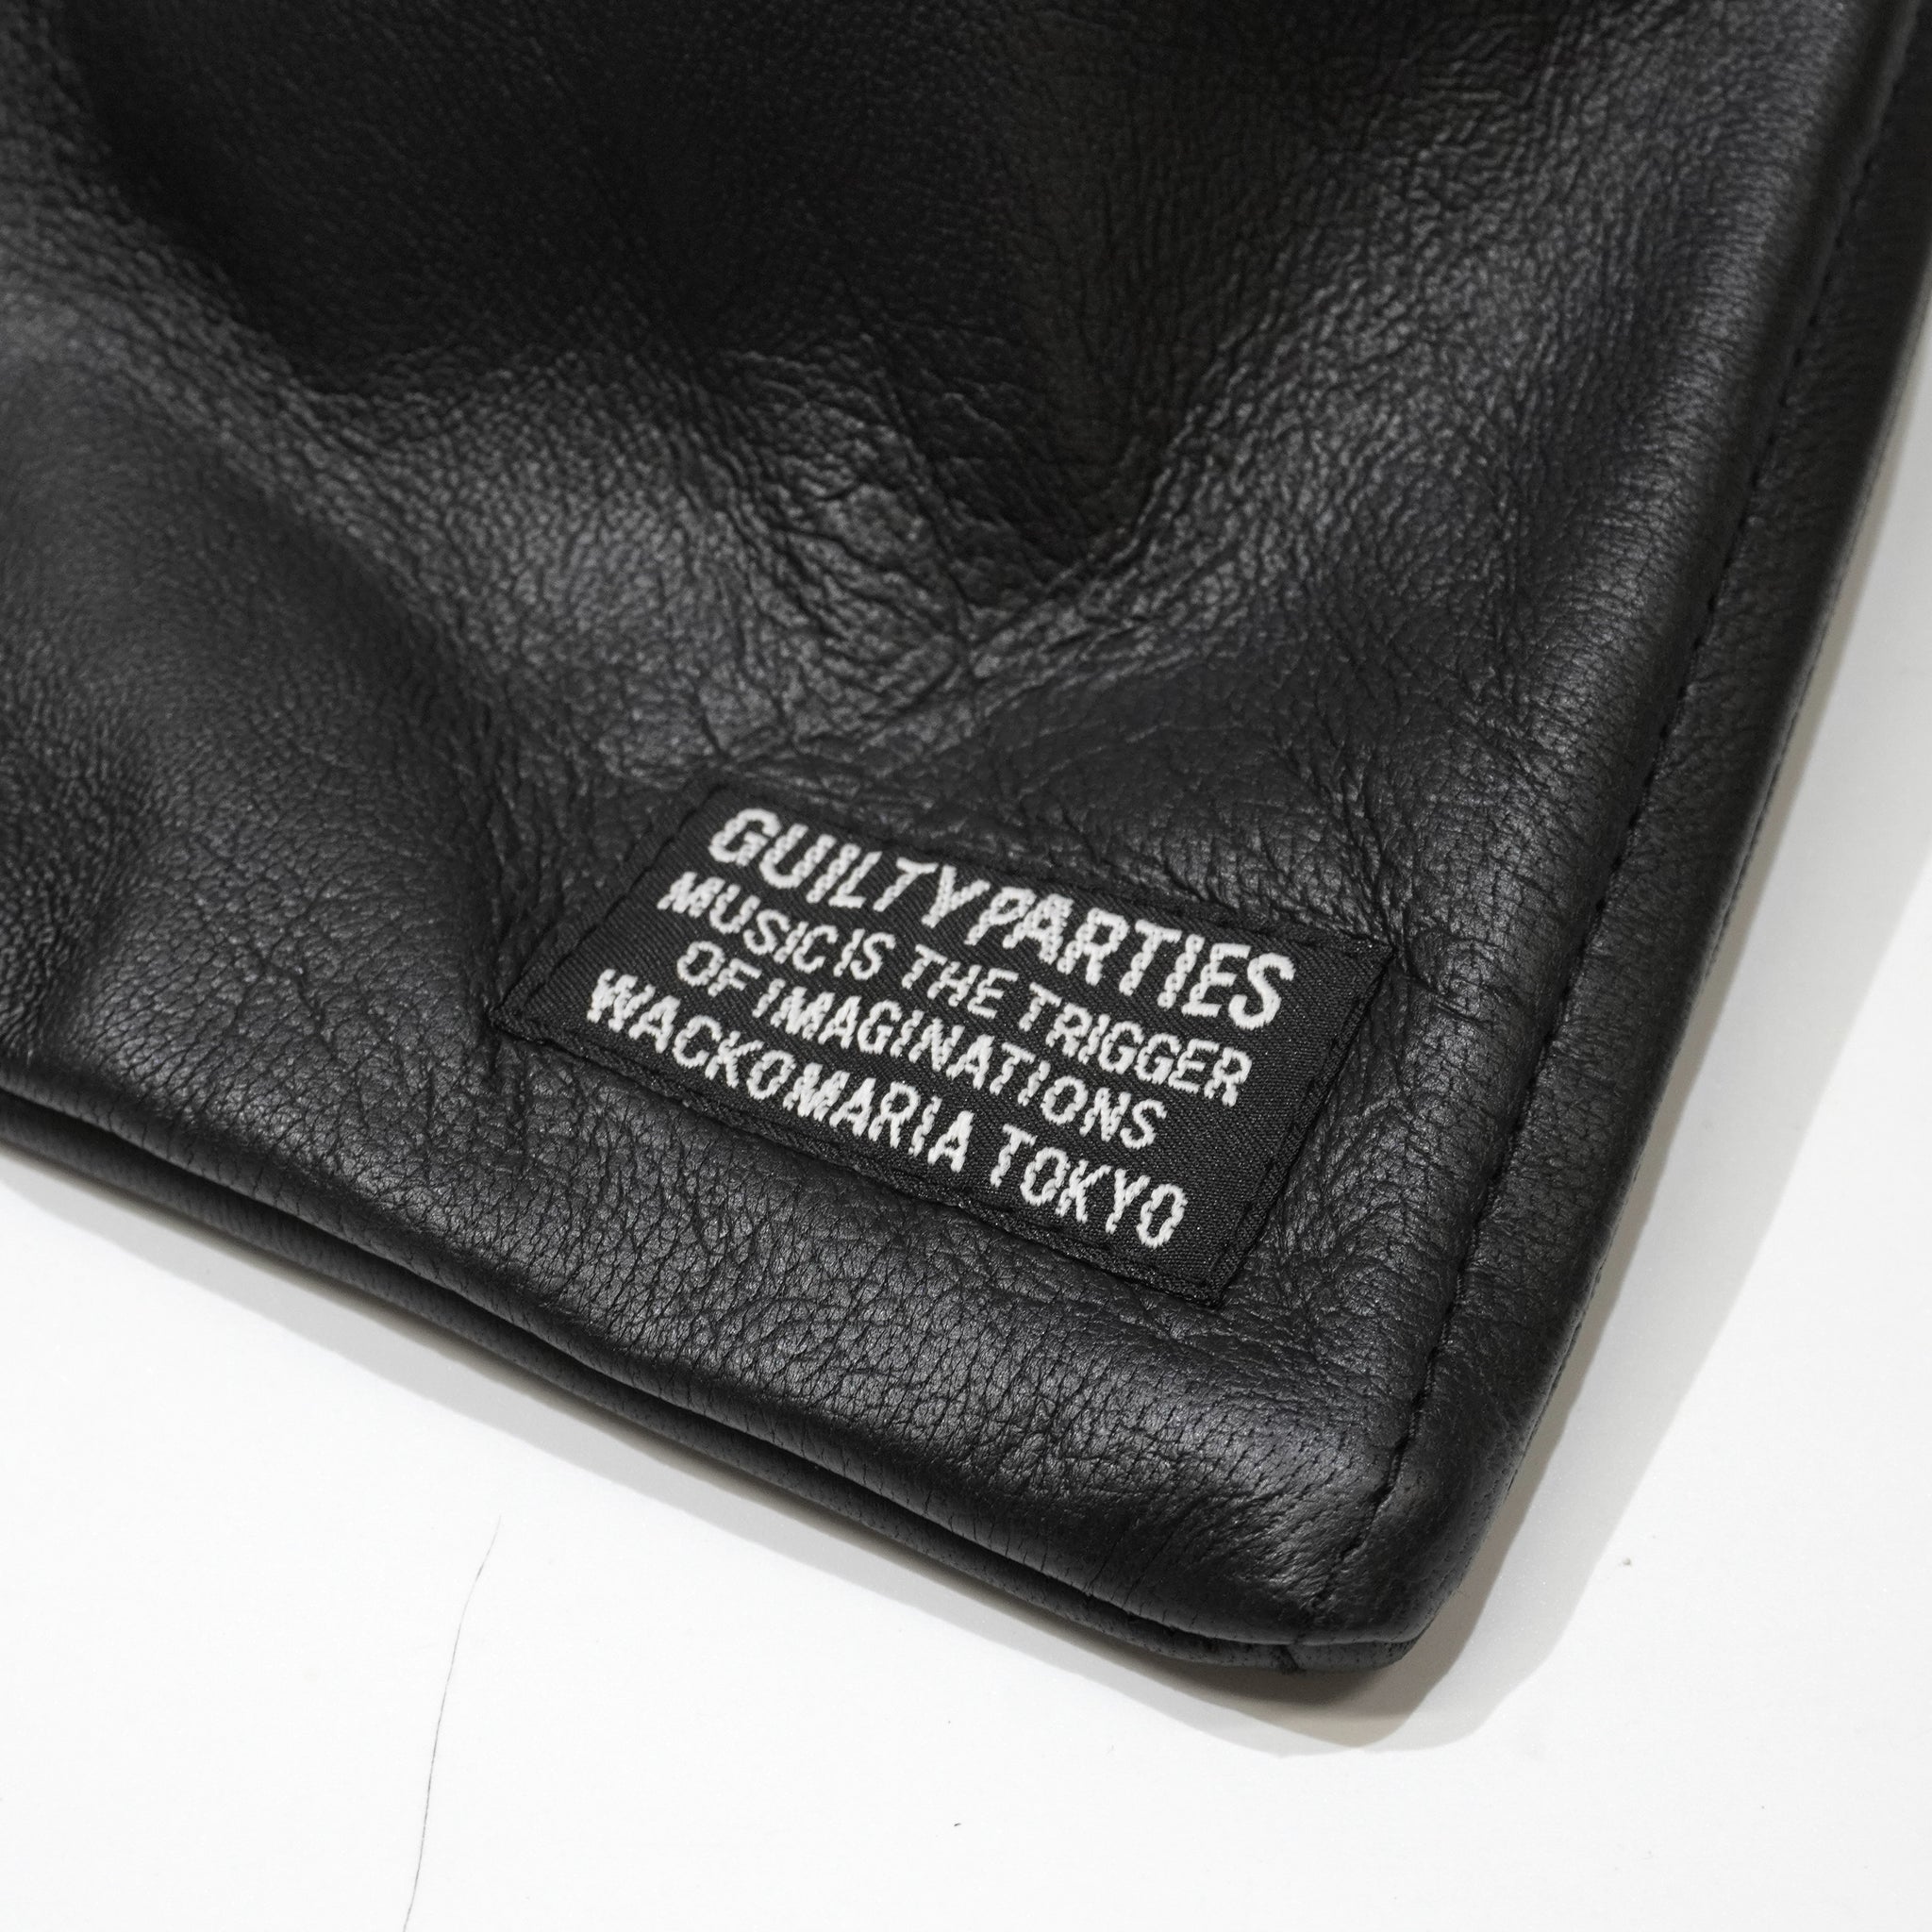 GUILTYPARTIES
MUSIC IS THE TRIGGER
OF IMAGINATIONS
WACKOMARIA TOKYO